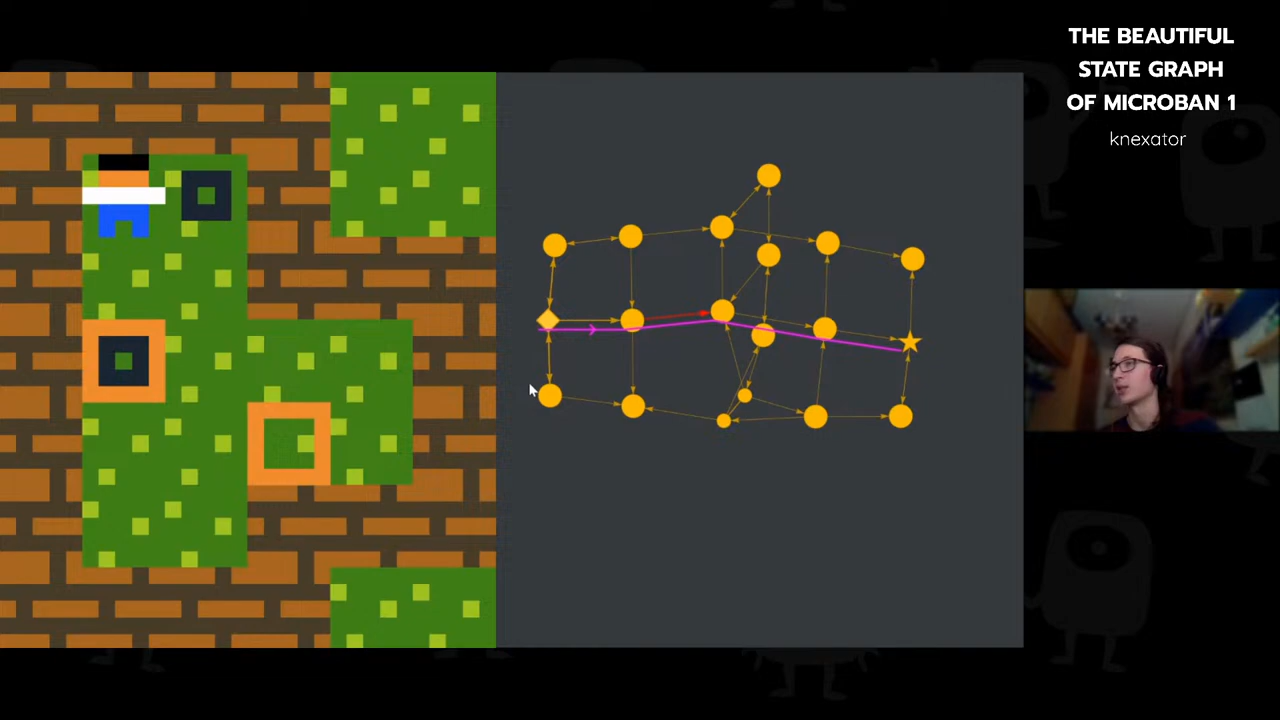 THE BEAUTIFUL
STATE GRAPH
OF MICROBAN 1
knexator